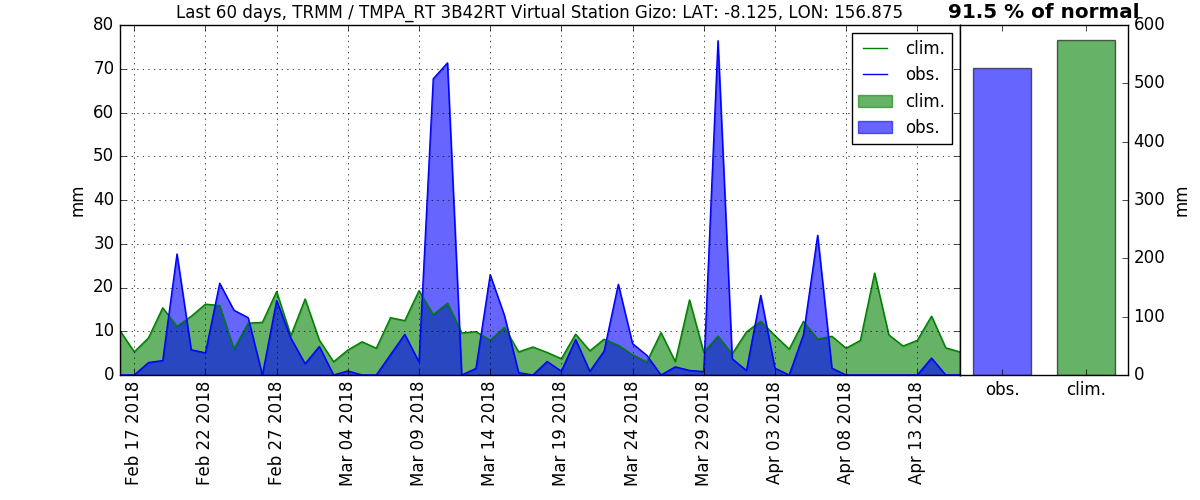 Last 60 days, TRMM / TMPA_RT 3B42RT Virtual Station Gizo: LAT: -8.125, LON: 156.875
91.5 % of normal
80
70
60
50
40
30
20
10
0
mm
clim.
obs.
clim.
obs.
600
500
400
300
200
100
0
mm
obs.
clim.
Feb 17 2018
Feb 22 2018
Feb 27 2018
Mar 04 2018
Mar 09 2018
Mar 14 2018
Mar 19 2018
Mar 24 2018
Mar 29 2018
Apr 03 2018
Apr 08 2018
Apr 13 2018